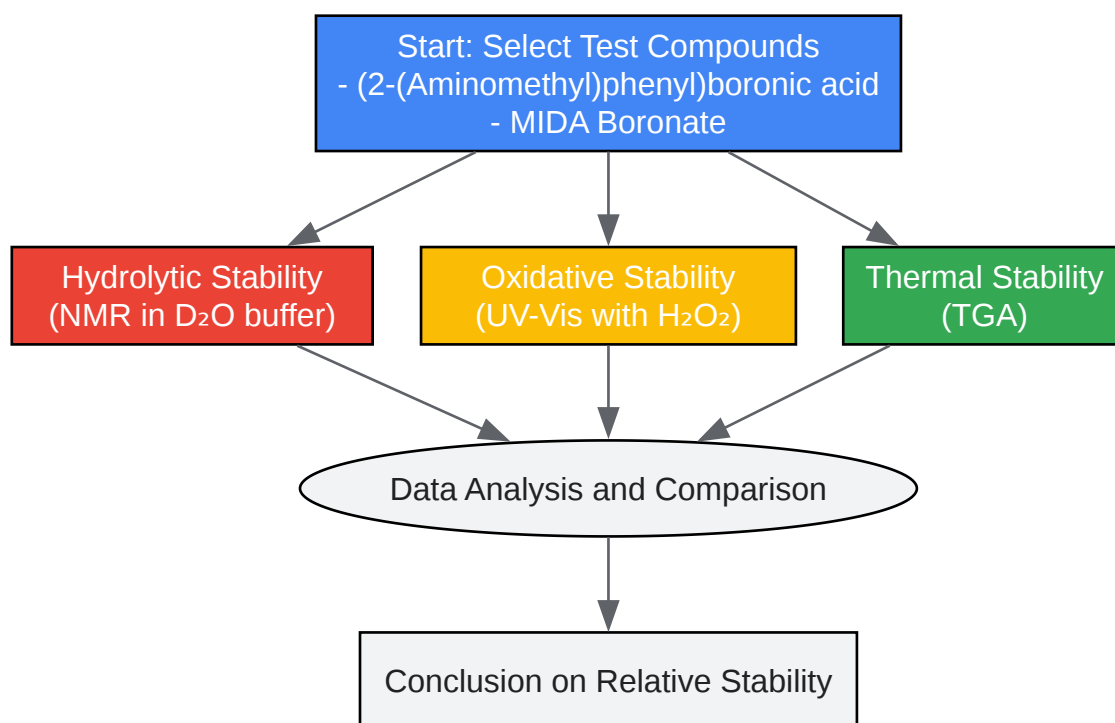 Start: Select Test Compounds
- (2-(Aminomethyl)phenyl)boronic acid
- MIDA Boronate
Hydrolytic Stability
(NMR in D₂O buffer)
Oxidative Stability
(UV-Vis with H₂O₂)
Thermal Stability
(TGA)
Data Analysis and Comparison
Conclusion on Relative Stability